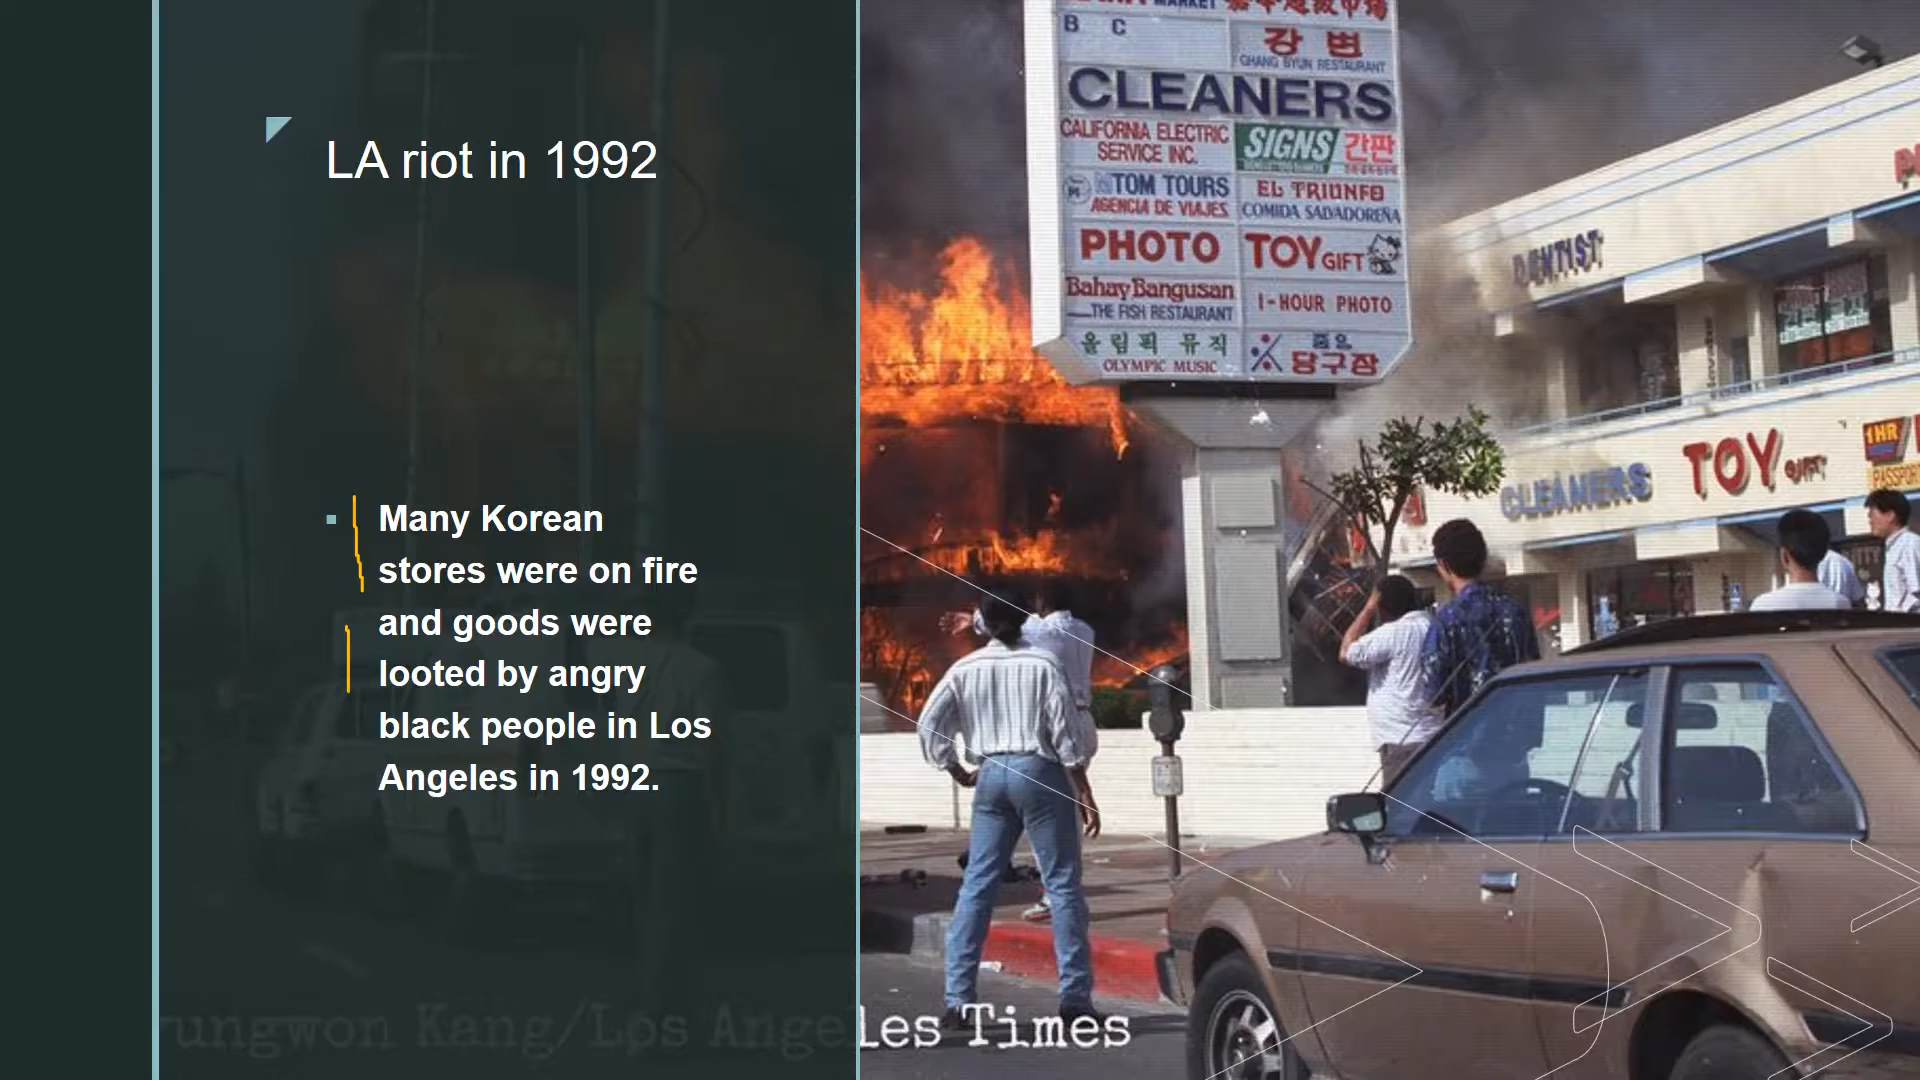 LA riot in 1992
Many Korean
stores were on fire
and goods were
looted by angry
black people in Los
Angeles in 1992.
MARKET
B C
강 변
CHANG BYUN RESTAURANT
CLEANERS
CALIFORNIA ELECTRIC
SERVICE INC.
SIGNS 간판
TOM TOURS
AGENCIA DE VIAJES
EL TRIUNFO
COMIDA SALVADOREÑA
PHOTO
TOY GIFT
Bahay Bangusan
THE FISH RESTAURANT
1-HOUR PHOTO
올림픽 뮤직
OLYMPIC MUSIC
중앙
당구장
DENTIST
CLEANERS
TOY GIFT
1HR
PASSPORT
ungwon Kang/Los Angeles Times